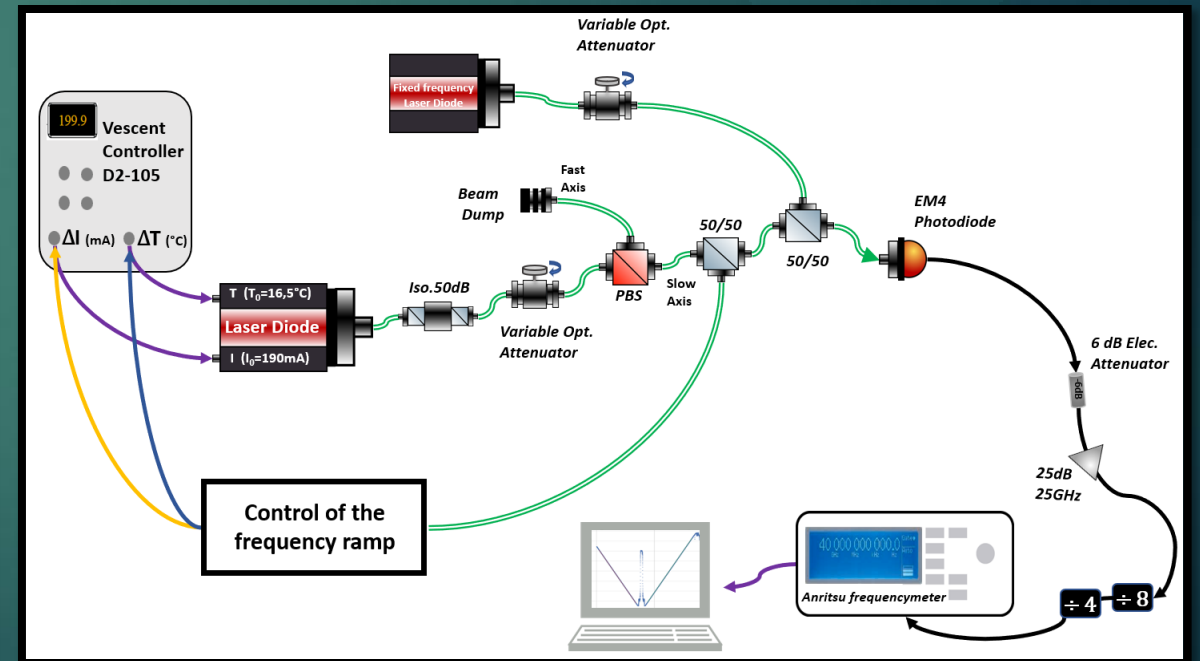 Variable Opt.
Attenuator
Fixed frequency
Laser Diode
199.9
Vescent
Controller
D2-105
ΔI (mA)
ΔT (°C)
Fast
Axis
Beam
Dump
50/50
50/50
EM4
Photodiode
T (T₀=16,5°C)
Laser Diode
I (I₀=190mA)
Iso.50dB
Variable Opt.
Attenuator
PBS
Slow
Axis
6 dB Elec.
Attenuator
-6dB
25dB
25GHz
Control of the
frequency ramp
40 000 000 000.0
Anritsu frequencymeter
÷ 4
÷ 8